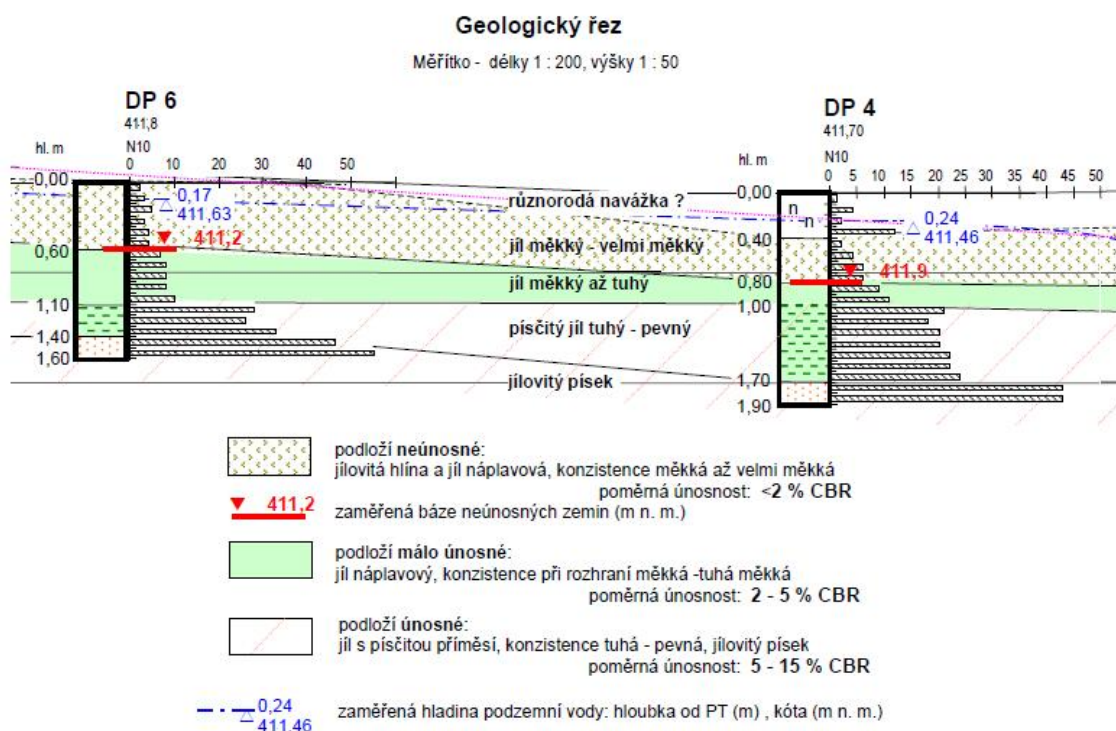 Geologický řez
Měřítko - délky 1 : 200, výšky 1 : 50
DP 6
411,8
hl. m
N10
0 10 20 30 40 50
0,00
0,60
1,10
1,40
1,60
0,17
411,63
411,2
různorodá navážka ?
jíl měkký - velmi měkký
jíl měkký až tuhý
písčitý jíl tuhý - pevný
jílovitý písek
DP 4
411,70
hl. m
N10
0 5 10 15 20 25 30 35 40 45 50
0,00
0,40
0,80
1,00
1,70
1,90
n
n
0,24
411,46
411,9
podloží neúnosné:
jílovitá hlína a jíl náplavová, konzistence měkká až velmi měkká
poměrná únosnost: <2 % CBR
411,2
zaměřená báze neúnosných zemin (m n. m.)
podloží málo únosné:
jíl náplavový, konzistence při rozhraní měkká -tuhá měkká
poměrná únosnost: 2 - 5 % CBR
podloží únosné:
jíl s písčitou příměsí, konzistence tuhá - pevná, jílovitý písek
poměrná únosnost: 5 - 15 % CBR
0,24
411,46
zaměřená hladina podzemní vody: hloubka od PT (m) , kóta (m n. m.)